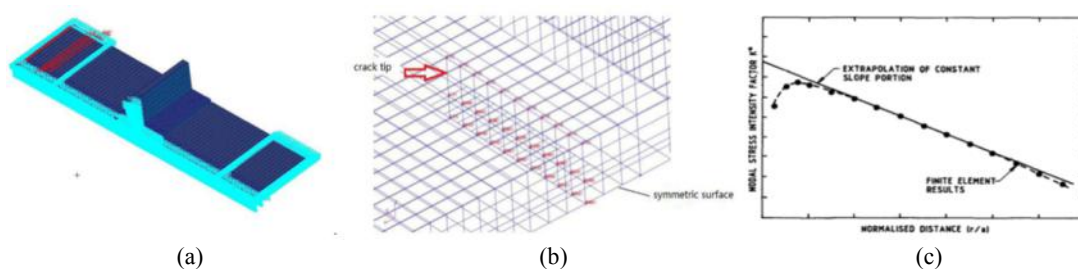 crack tip
symmetric surface
NODAL STRESS INTENSITY FACTOR K*
EXTRAPOLATION OF CONSTANT
SLOPE PORTION
FINITE ELEMENT
RESULTS
NORMALISED DISTANCE (r/a)
(a)
(b)
(c)